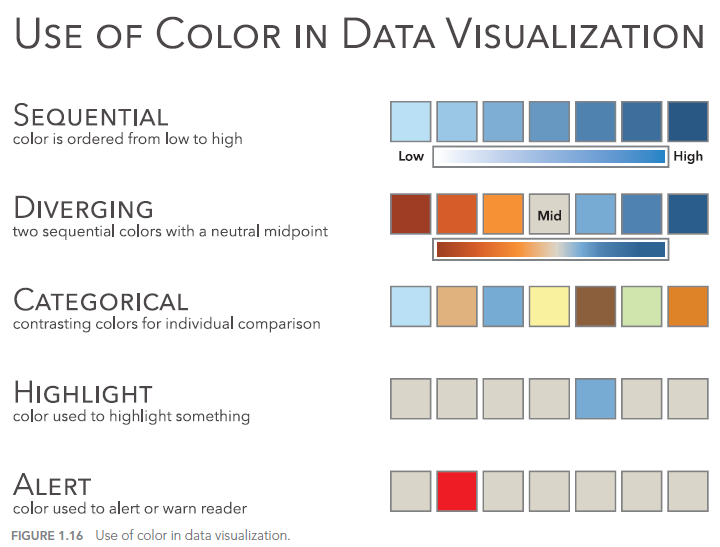 USE OF COLOR IN DATA VISUALIZATION
SEQUENTIAL
color is ordered from low to high
Low High
DIVERGING
two sequential colors with a neutral midpoint
Mid
CATEGORICAL
contrasting colors for individual comparison
HIGHLIGHT
color used to highlight something
ALERT
color used to alert or warn reader
FIGURE 1.16 Use of color in data visualization.